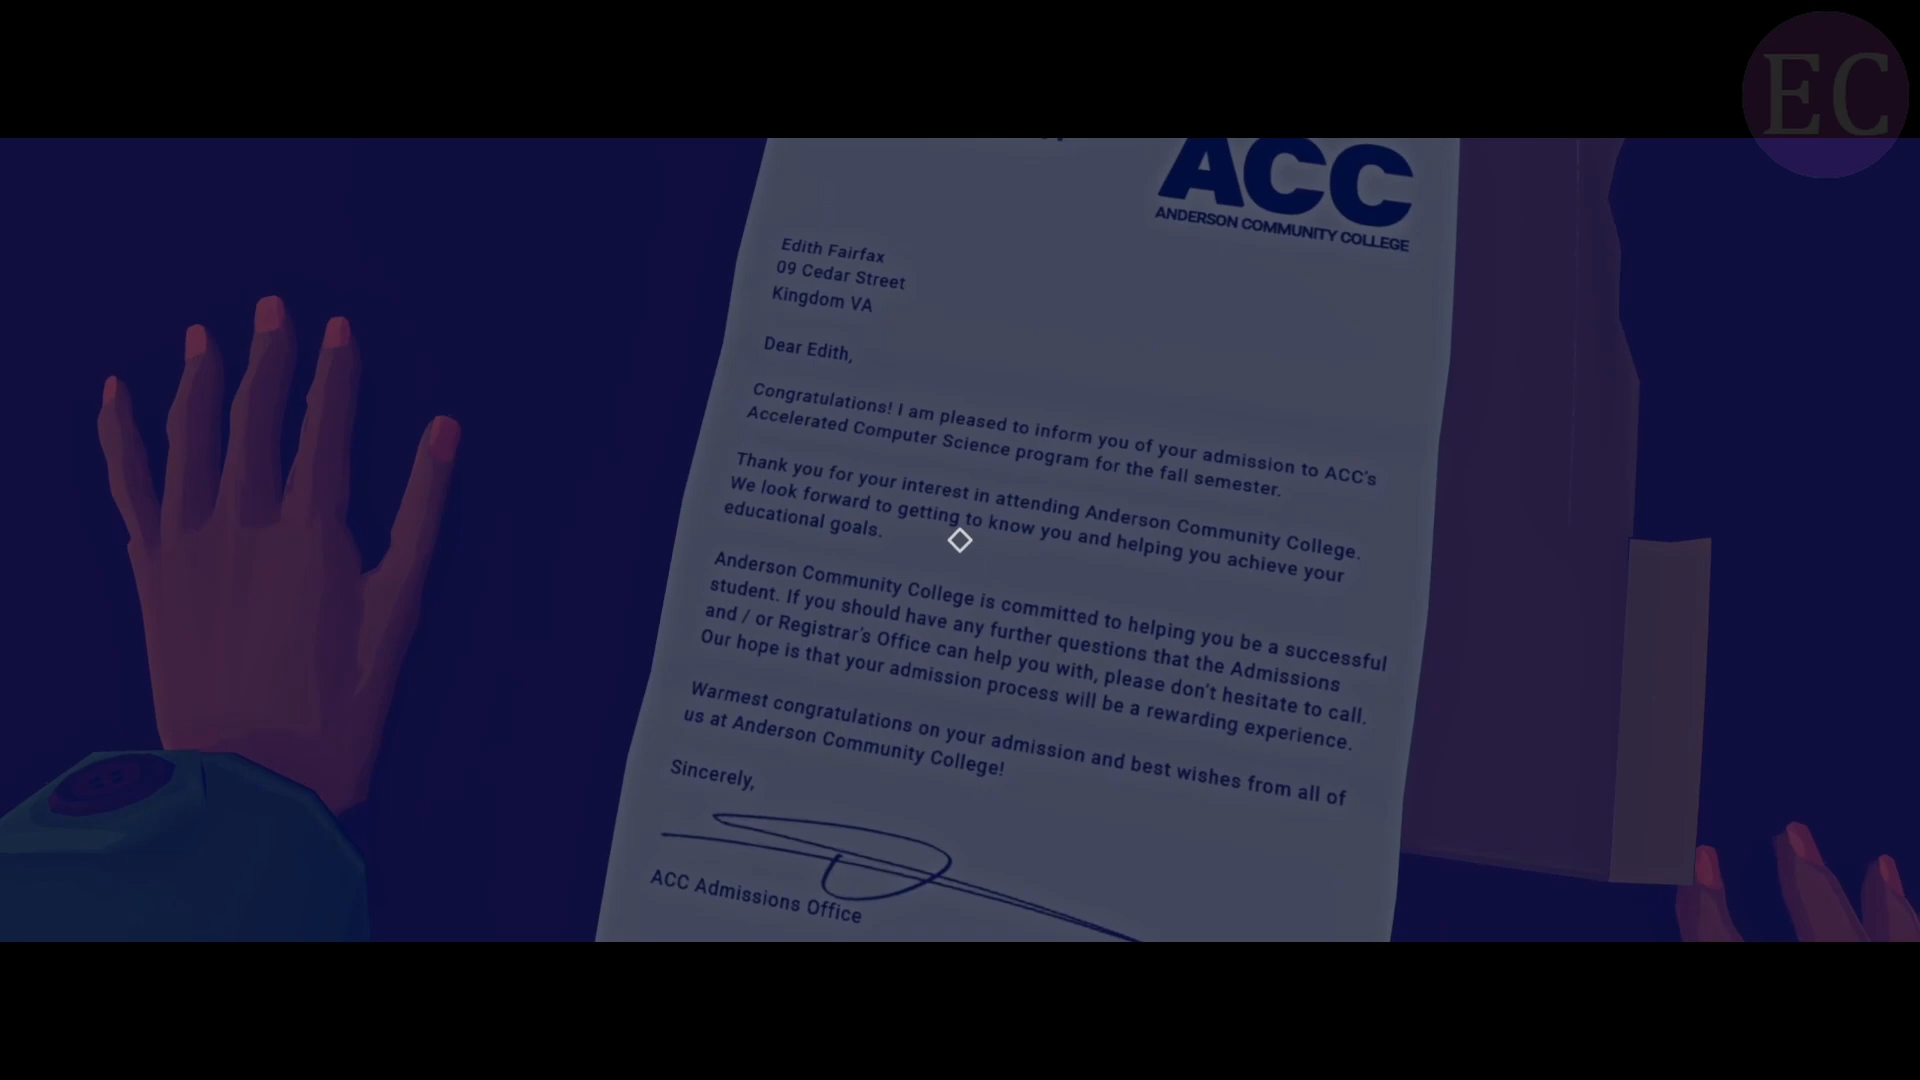 EC
ACC
ANDERSON COMMUNITY COLLEGE
Edith Fairfax
09 Cedar Street
Kingdom VA
Dear Edith,
Congratulations! I am pleased to inform you of your admission to ACC's
Accelerated Computer Science program for the fall semester.
Thank you for your interest in attending Anderson Community College.
We look forward to getting to know you and helping you achieve your
educational goals.
Anderson Community College is committed to helping you be a successful
student. If you should have any further questions that the Admissions
and / or Registrar's Office can help you with, please don't hesitate to call.
Our hope is that your admission process will be a rewarding experience.
Warmest congratulations on your admission and best wishes from all of
us at Anderson Community College!
Sincerely,
ACC Admissions Office